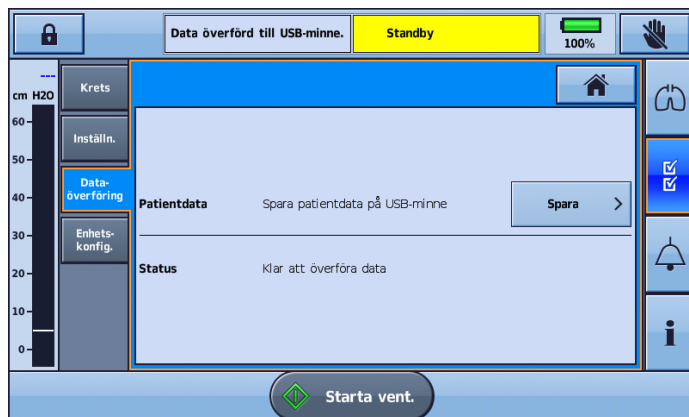 Data överförd till USB-minne.
Standby
100%
---
cm H2O
60
50
40
30
20
10
0
Krets
Inställn.
Data-
överföring
Enhets-
konfig.
Patientdata Spara patientdata på USB-minne Spara
Status Klar att överföra data
i
Starta vent.